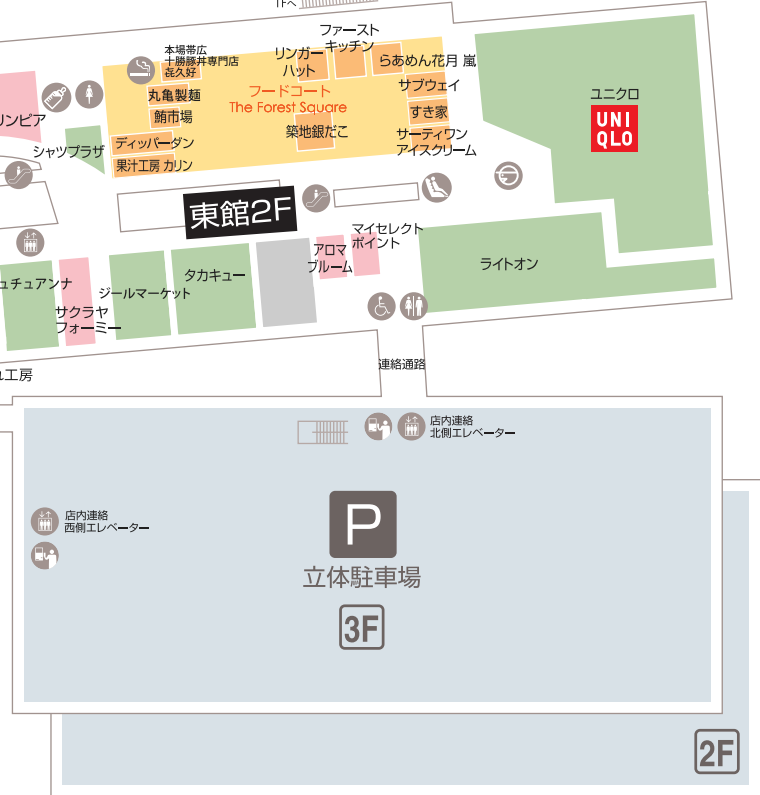 1Fへ
ファースト
キッチン
本場帯広
十勝豚丼専門店
㐂久好
リンガー
ハット
らあめん花月 嵐
フードコート
The Forest Square
サブウェイ
丸亀製麺
鮪市場
すき家
築地銀だこ
サーティワン
アイスクリーム
ディッパーダン
果汁工房 カリン
ユニクロ
UNI
QLO
リンピア
シャツプラザ
東館2F
マイセレクト
ポイント
アロマ
ブルーム
ライトオン
タカキュー
ジールマーケット
ュチュアンナ
サクラヤ
フォーミー
連絡通路
工房
店内連絡
北側エレベーター
店内連絡
西側エレベーター
P
立体駐車場
3F
2F